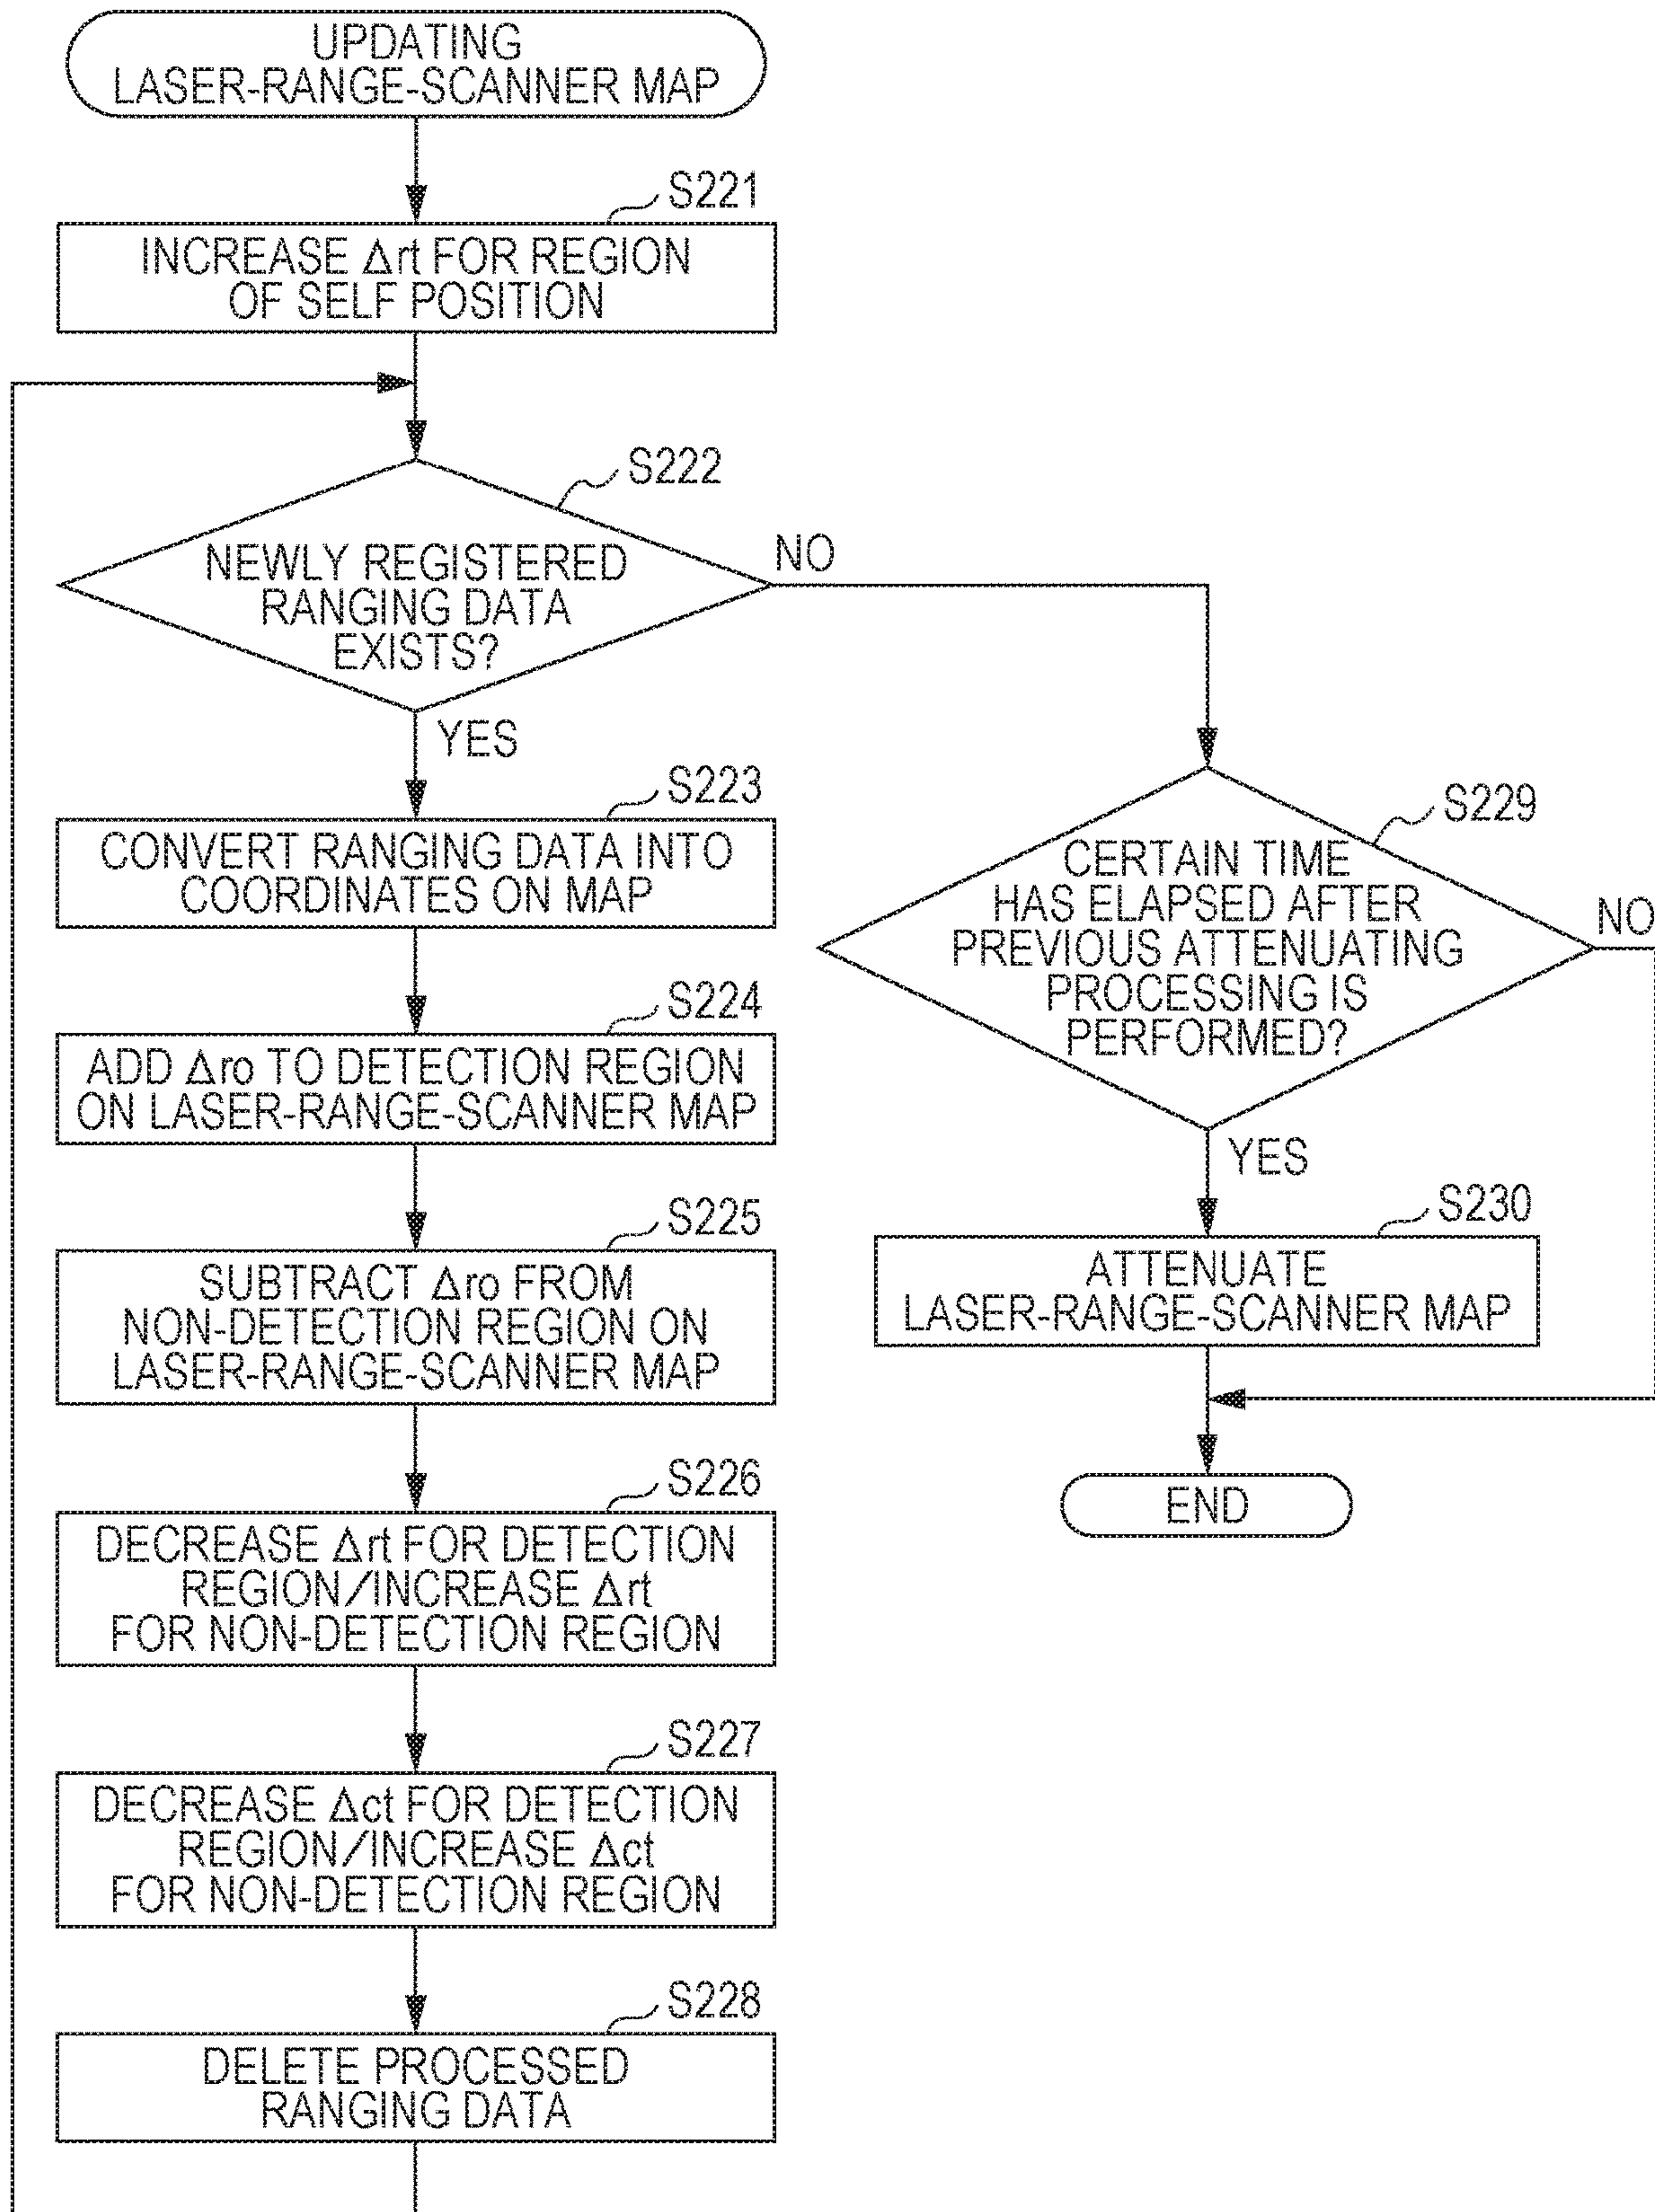 UPDATING
LASER-RANGE-SCANNER MAP
S221
INCREASE Δrt FOR REGION
OF SELF POSITION
S222
NEWLY REGISTERED
RANGING DATA
EXISTS?
NO
YES
S223
CONVERT RANGING DATA INTO
COORDINATES ON MAP
S224
ADD Δro TO DETECTION REGION
ON LASER-RANGE-SCANNER MAP
S225
SUBTRACT Δro FROM
NON-DETECTION REGION ON
LASER-RANGE-SCANNER MAP
S226
DECREASE Δrt FOR DETECTION
REGION/INCREASE Δrt
FOR NON-DETECTION REGION
S227
DECREASE Δct FOR DETECTION
REGION/INCREASE Δct
FOR NON-DETECTION REGION
S228
DELETE PROCESSED
RANGING DATA
S229
CERTAIN TIME
HAS ELAPSED AFTER
PREVIOUS ATTENUATING
PROCESSING IS
PERFORMED?
NO
YES
S230
ATTENUATE
LASER-RANGE-SCANNER MAP
END